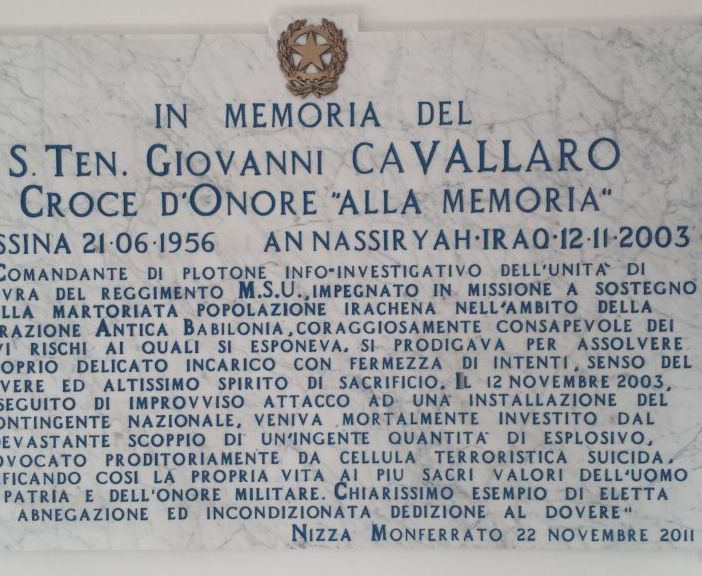 IN MEMORIA DEL
S. TEN. GIOVANNI CAVALLARO
CROCE D'ONORE "ALLA MEMORIA"
SSINA 21·06·1956 AN NASSIRYAH·IRAQ·12·11·2003
COMANDANTE DI PLOTONE INFO-INVESTIGATIVO DELL'UNITA' DI
VRA DEL REGGIMENTO M.S.U., IMPEGNATO IN MISSIONE A SOSTEGNO
LLA MARTORIATA POPOLAZIONE IRACHENA NELL'AMBITO DELLA
RAZIONE ANTICA BABILONIA, CORAGGIOSAMENTE CONSAPEVOLE DEI
VI RISCHI AI QUALI SI ESPONEVA, SI PRODIGAVA PER ASSOLVERE
OPRIO DELICATO INCARICO CON FERMEZZA DI INTENTI, SENSO DEL
VERE ED ALTISSIMO SPIRITO DI SACRIFICIO. IL 12 NOVEMBRE 2003,
SEGUITO DI IMPROVVISO ATTACCO AD UNA INSTALLAZIONE DEL
ONTINGENTE NAZIONALE, VENIVA MORTALMENTE INVESTITO DAL
DEVASTANTE SCOPPIO DI UN'INGENTE QUANTITA' DI ESPLOSIVO,
OVOCATO PRODITORIAMENTE DA CELLULA TERRORISTICA SUICIDA.
IFICANDO COSI LA PROPRIA VITA AI PIU SACRI VALORI DELL'UOMO
PATRIA E DELL'ONORE MILITARE. CHIARISSIMO ESEMPIO DI ELETTA
ABNEGAZIONE ED INCONDIZIONATA DEDIZIONE AL DOVERE"
NIZZA MONFERRATO 22 NOVEMBRE 2011